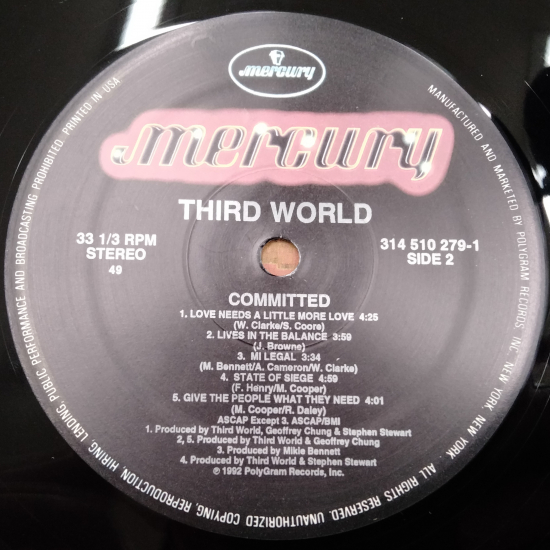 mercury
mercury
THIRD WORLD
33 1/3 RPM
STEREO
49
314 510 279-1
SIDE 2
COMMITTED
1. LOVE NEEDS A LITTLE MORE LOVE 4:25
(W. Clarke/S. Coore)
2. LIVES IN THE BALANCE 3:59
(J. Browne)
3. MI LEGAL 3:34
(M. Bennett/A. Cameron/W. Clarke)
4. STATE OF SIEGE 4:59
(F. Henry/M. Cooper)
5. GIVE THE PEOPLE WHAT THEY NEED 4:01
(M. Cooper/R. Daley)
ASCAP Except 3. ASCAP/BMI
1. Produced by Third World, Geoffrey Chung & Stephen Stewart
2, 5. Produced by Third World & Geoffrey Chung
3. Produced by Mikie Bennett
4. Produced by Third World & Stephen Stewart
℗ 1992 PolyGram Records, Inc.
MANUFACTURED AND MARKETED BY POLYGRAM RECORDS, INC. NEW YORK, NEW YORK. ALL RIGHTS RESERVED. UNAUTHORIZED COPYING, REPRODUCTION, HIRING, LENDING, PUBLIC PERFORMANCE AND BROADCASTING PROHIBITED. PRINTED IN USA